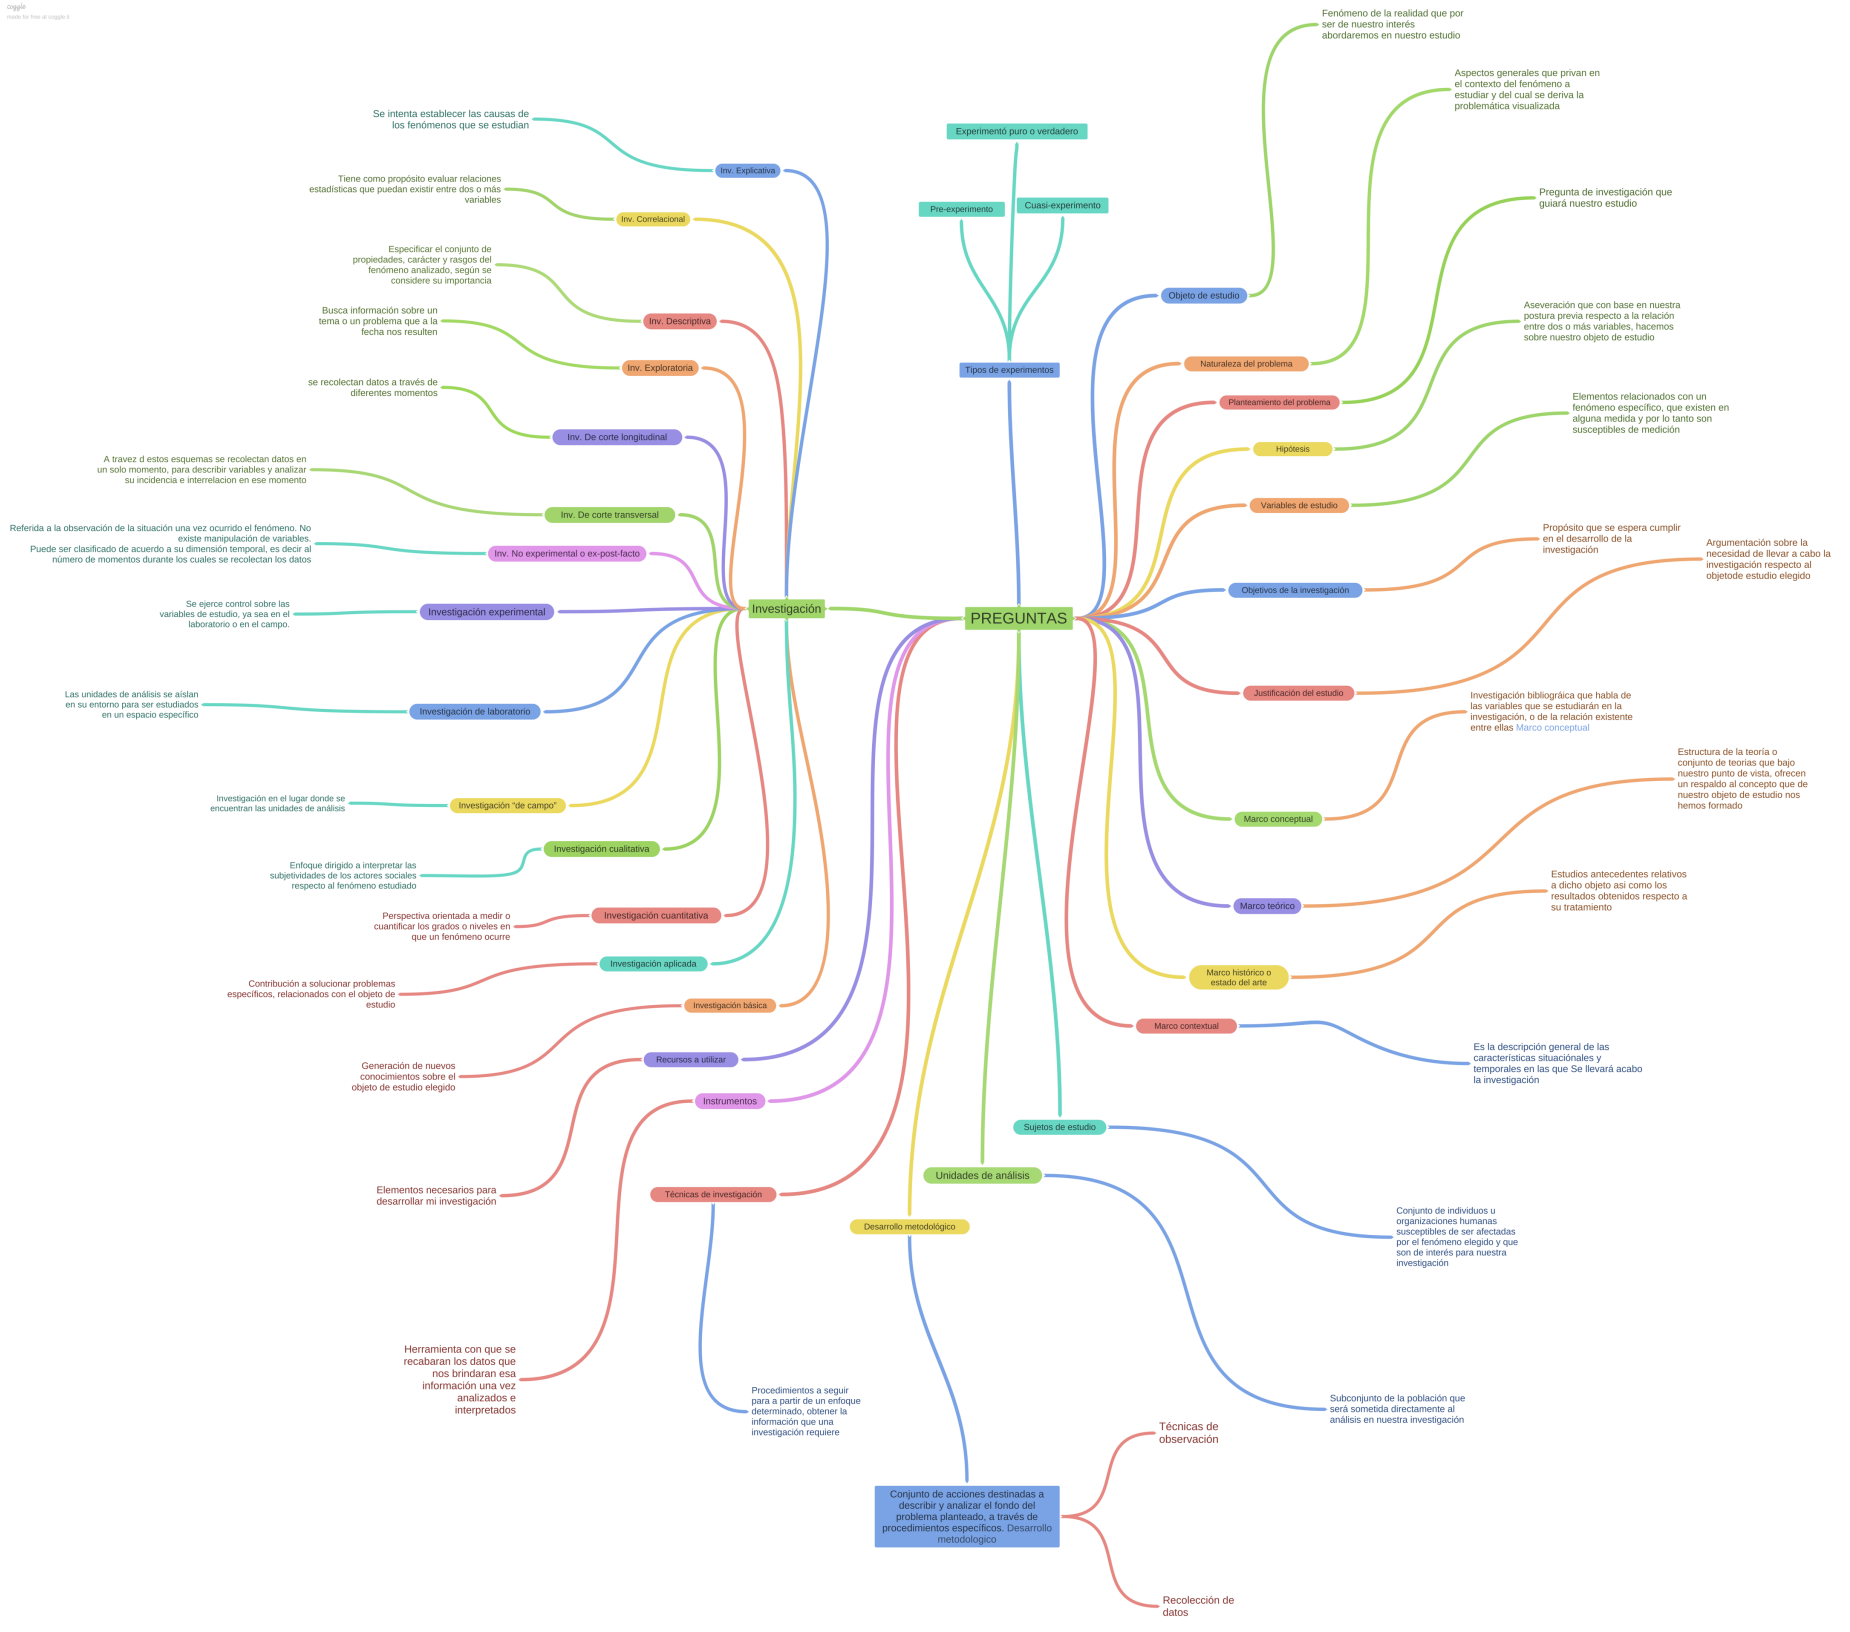 coggle
made for free at coggle.it
Fenómeno de la realidad que por
ser de nuestro interés
abordaremos en nuestro estudio
Aspectos generales que privan en
el contexto del fenómeno a
estudiar y del cual se deriva la
problemática visualizada
Se intenta establecer las causas de
los fenómenos que se estudian
Experimentó puro o verdadero
Inv. Explicativa
Tiene como propósito evaluar relaciones
estadísticas que puedan existir entre dos o más
variables
Inv. Correlacional
Pre-experimento
Cuasi-experimento
Pregunta de investigación que
guiará nuestro estudio
Especificar el conjunto de
propiedades, carácter y rasgos del
fenómeno analizado, según se
considere su importancia
Inv. Descriptiva
Objeto de estudio
Busca información sobre un
tema o un problema que a la
fecha nos resulten
Inv. Exploratoria
Aseveración que con base en nuestra
postura previa respecto a la relación
entre dos o más variables, hacemos
sobre nuestro objeto de estudio
Tipos de experimentos
Naturaleza del problema
se recolectan datos a través de
diferentes momentos
Inv. De corte longitudinal
Planteamiento del problema
Elementos relacionados con un
fenómeno específico, que existen en
alguna medida y por lo tanto son
susceptibles de medición
Hipótesis
A travez d estos esquemas se recolectan datos en
un solo momento, para describir variables y analizar
su incidencia e interrelacion en ese momento
Inv. De corte transversal
Variables de estudio
Referida a la observación de la situación una vez ocurrido el fenómeno. No
existe manipulación de variables.
Puede ser clasificado de acuerdo a su dimensión temporal, es decir al
número de momentos durante los cuales se recolectan los datos
Inv. No experimental o ex-post-facto
Propósito que se espera cumplir
en el desarrollo de la
investigación
Argumentación sobre la
necesidad de llevar a cabo la
investigación respecto al
objetode estudio elegido
Objetivos de la investigación
Se ejerce control sobre las
variables de estudio, ya sea en el
laboratorio o en el campo.
Investigación experimental
Investigación
PREGUNTAS
Las unidades de análisis se aíslan
en su entorno para ser estudiados
en un espacio específico
Investigación de laboratorio
Justificación del estudio
Investigación bibliográica que habla de
las variables que se estudiarán en la
investigación, o de la relación existente
entre ellas Marco conceptual
Estructura de la teoría o
conjunto de teorias que bajo
nuestro punto de vista, ofrecen
un respaldo al concepto que de
nuestro objeto de estudio nos
hemos formado
Investigación en el lugar donde se
encuentran las unidades de análisis
Investigación "de campo"
Marco conceptual
Investigación cualitativa
Enfoque dirigido a interpretar las
subjetividades de los actores sociales
respecto al fenómeno estudiado
Estudios antecedentes relativos
a dicho objeto asi como los
resultados obtenidos respecto a
su tratamiento
Marco teórico
Perspectiva orientada a medir o
cuantificar los grados o niveles en
que un fenómeno ocurre
Investigación cuantitativa
Investigación aplicada
Marco histórico o
estado del arte
Contribución a solucionar problemas
específicos, relacionados con el objeto de
estudio
Investigación básica
Marco contextual
Es la descripción general de las
características situaciónales y
temporales en las que Se llevará acabo
la investigación
Generación de nuevos
conocimientos sobre el
objeto de estudio elegido
Recursos a utilizar
Instrumentos
Sujetos de estudio
Unidades de análisis
Elementos necesarios para
desarrollar mi investigación
Técnicas de investigación
Desarrollo metodológico
Conjunto de individuos u
organizaciones humanas
susceptibles de ser afectadas
por el fenómeno elegido y que
son de interés para nuestra
investigación
Herramienta con que se
recabaran los datos que
nos brindaran esa
información una vez
analizados e
interpretados
Procedimientos a seguir
para a partir de un enfoque
determinado, obtener la
información que una
investigación requiere
Subconjunto de la población que
será sometida directamente al
análisis en nuestra investigación
Técnicas de
observación
Conjunto de acciones destinadas a
describir y analizar el fondo del
problema planteado, a través de
procedimientos específicos. Desarrollo
metodologico
Recolección de
datos